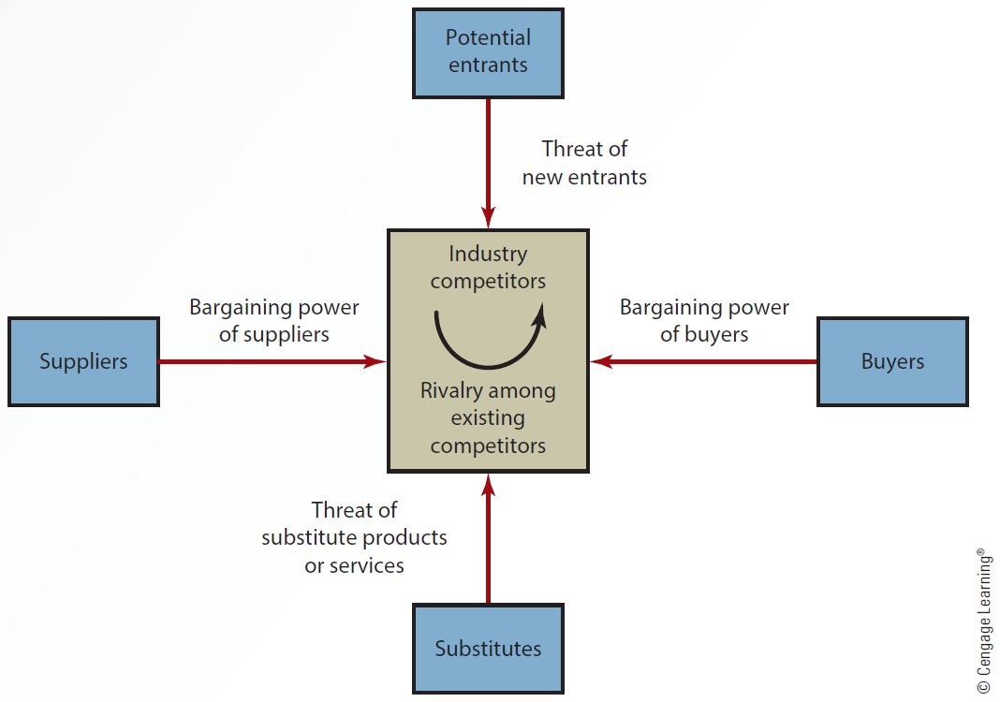 Potential
entrants
Threat of
new entrants
Industry
competitors
Bargaining power
of suppliers
Bargaining power
of buyers
Suppliers
Buyers
Rivalry among
existing
competitors
Threat of
substitute products
or services
Substitutes
© Cengage Learning®